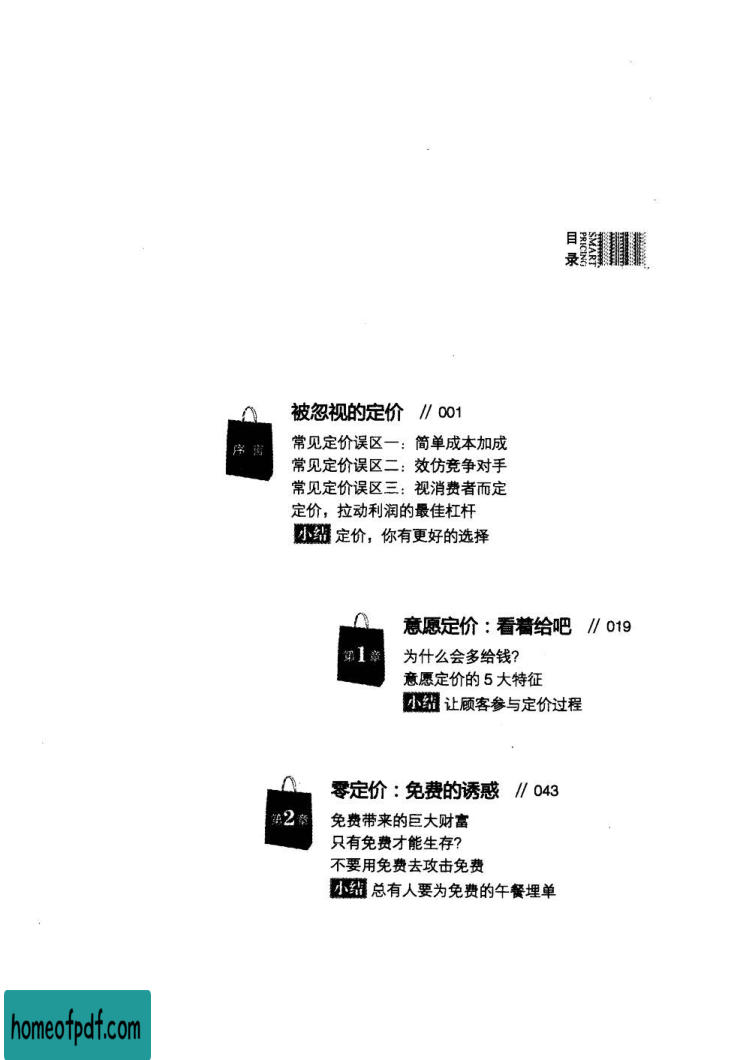 目录
SMART
PRICING
序言
被忽视的定价 // 001
常见定价误区一：简单成本加成
常见定价误区二：效仿竞争对手
常见定价误区三：视消费者而定
定价，拉动利润的最佳杠杆
小结 定价，你有更好的选择
第1章
意愿定价：看着给吧 // 019
为什么会多给钱?
意愿定价的 5 大特征
小结 让顾客参与定价过程
第2章
零定价：免费的诱惑 // 043
免费带来的巨大财富
只有免费才能生存?
不要用免费去攻击免费
小结 总有人要为免费的午餐埋单
homeofpdf.com